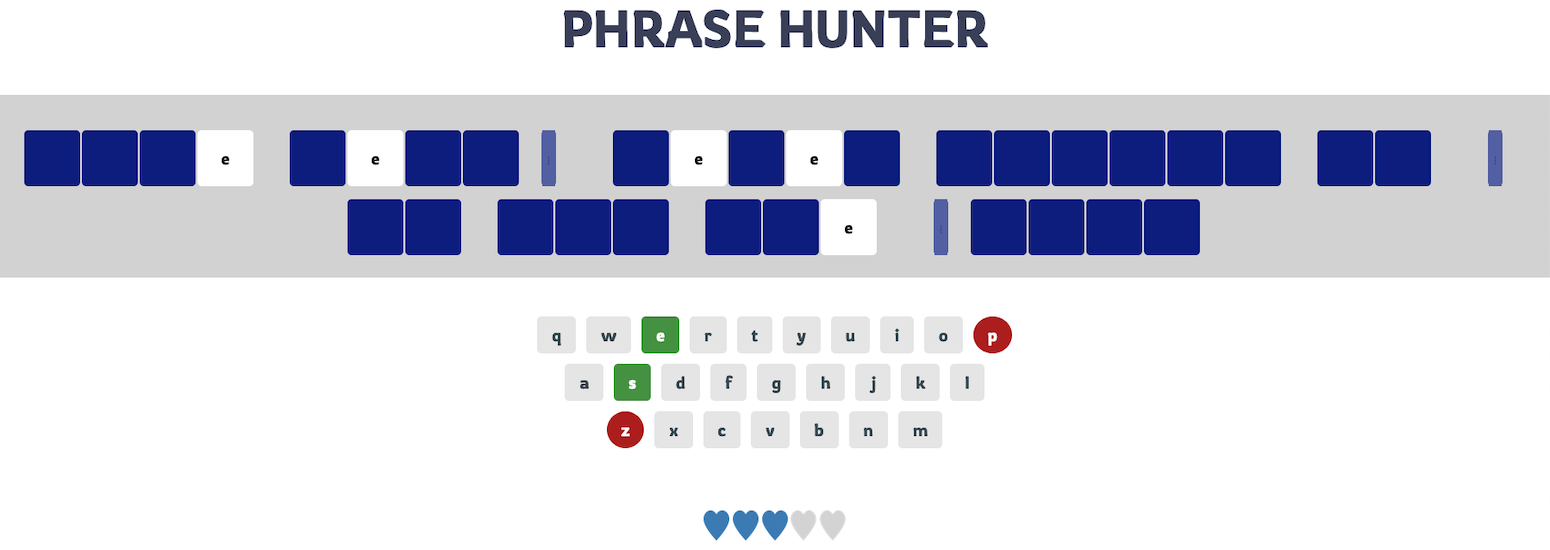 PHRASE HUNTER
e e e e
e
q w e r t y u i o p
a s d f g h j k l
z x c v b n m